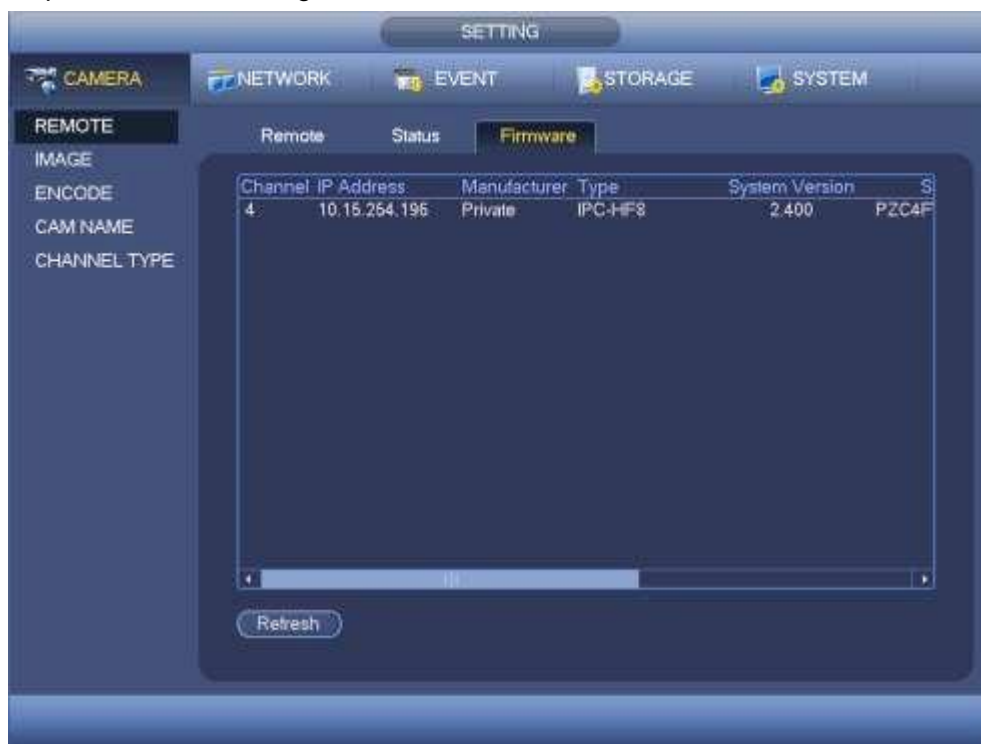 SETTING
CAMERA NETWORK EVENT STORAGE SYSTEM
REMOTE
IMAGE
ENCODE
CAM NAME
CHANNEL TYPE
Remote Status Firmware
Channel IP Address Manufacturer Type System Version S
4 10.15.254.196 Private IPC-HF8 2.400 PZC4F
Refresh